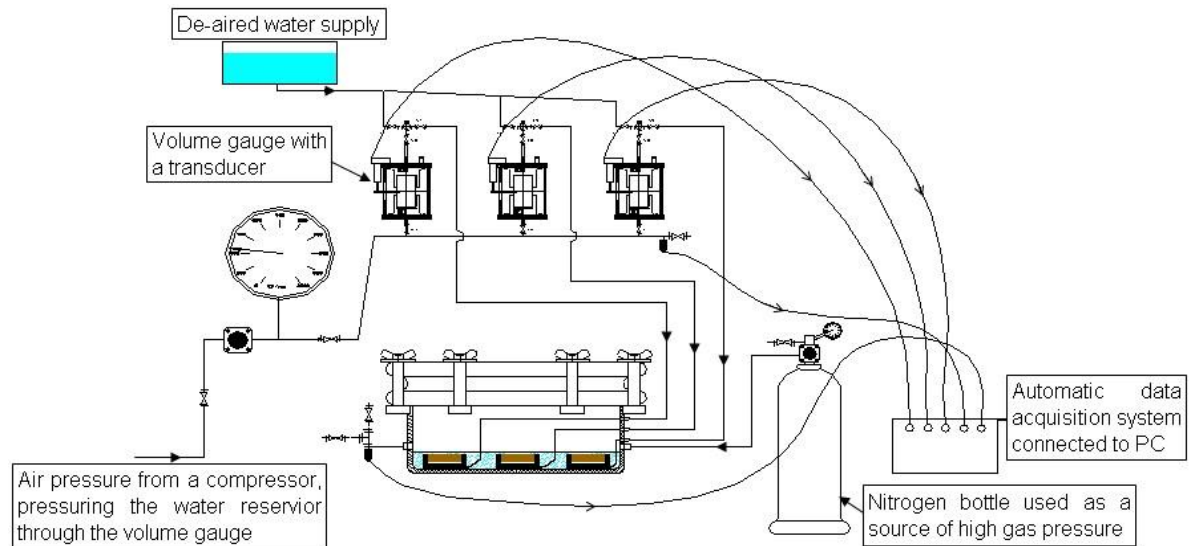 De-aired water supply
Volume gauge with
a transducer
Air pressure from a compressor,
pressuring the water reservior
through the volume gauge
Automatic data
acquisition system
connected to PC
Nitrogen bottle used as a
source of high gas pressure